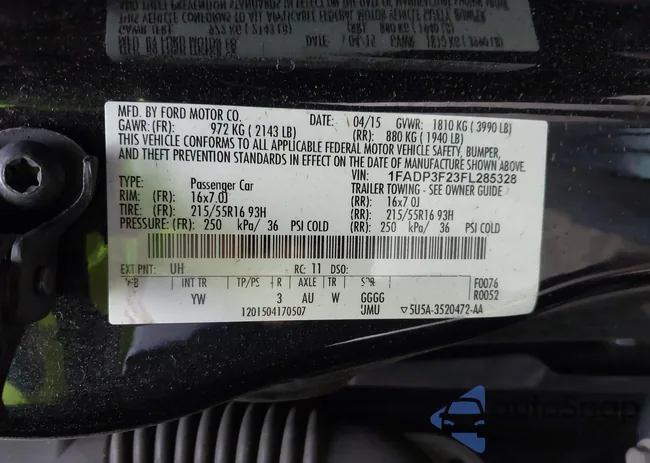 MFD. BY FORD MOTOR CO. DATE: 04/15 GVWR: 1810 KG ( 3990 LB)
GAWR: (FR): 972 KG ( 2143 LB) (RR): 880 KG ( 1940 LB)
THIS VEHICLE CONFORMS TO ALL APPLICABLE FEDERAL MOTOR VEHICLE SAFETY, BUMPER,
AND THEFT PREVENTION STANDARDS IN EFFECT ON THE DATE OF MANUFACTURE SHOWN ABOVE.
VIN: 1FADP3F23FL285328
TYPE: Passenger Car TRAILER TOWING - SEE OWNER GUIDE
RIM: (FR): 16x7.0J (RR): 16x7.0J
TIRE: (FR): 215/55R16 93H (RR): 215/55R16 93H
PRESSURE: (FR): 250 kPa/ 36 PSI COLD (RR): 250 kPa/ 36 PSI COLD
EXT PNT: UH RC: 11 DSO:
INT TR TP/PS R AXLE TR F0076
YW 3 AU W GGGG R0052
1201504170507 JMU ▽5U5A-3520472-AA
autoSnap